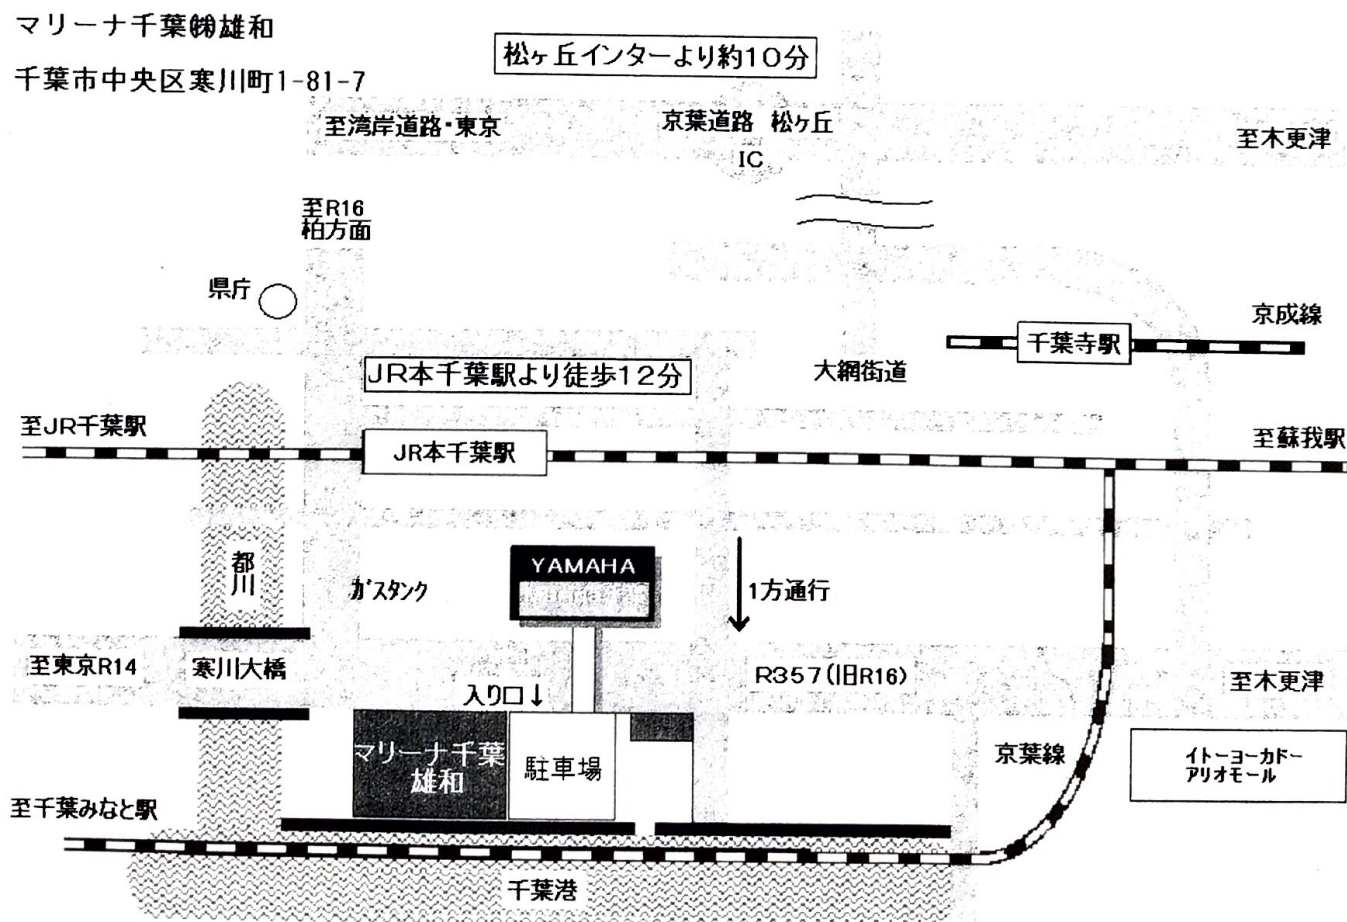 マリーナ千葉㈱雄和
千葉市中央区寒川町1-81-7
松ヶ丘インターより約10分
至湾岸道路・東京
京葉道路 松ヶ丘
IC
至木更津
至R16
柏方面
県庁
京成線
千葉寺駅
大網街道
JR本千葉駅より徒歩12分
至JR千葉駅
JR本千葉駅
至蘇我駅
都川
ガスタンク
YAMAHA
1方通行
至東京R14
寒川大橋
R357(旧R16)
至木更津
入り口↓
マリーナ千葉
雄和
駐車場
京葉線
イトーヨーカドー
アリオモール
至千葉みなと駅
千葉港